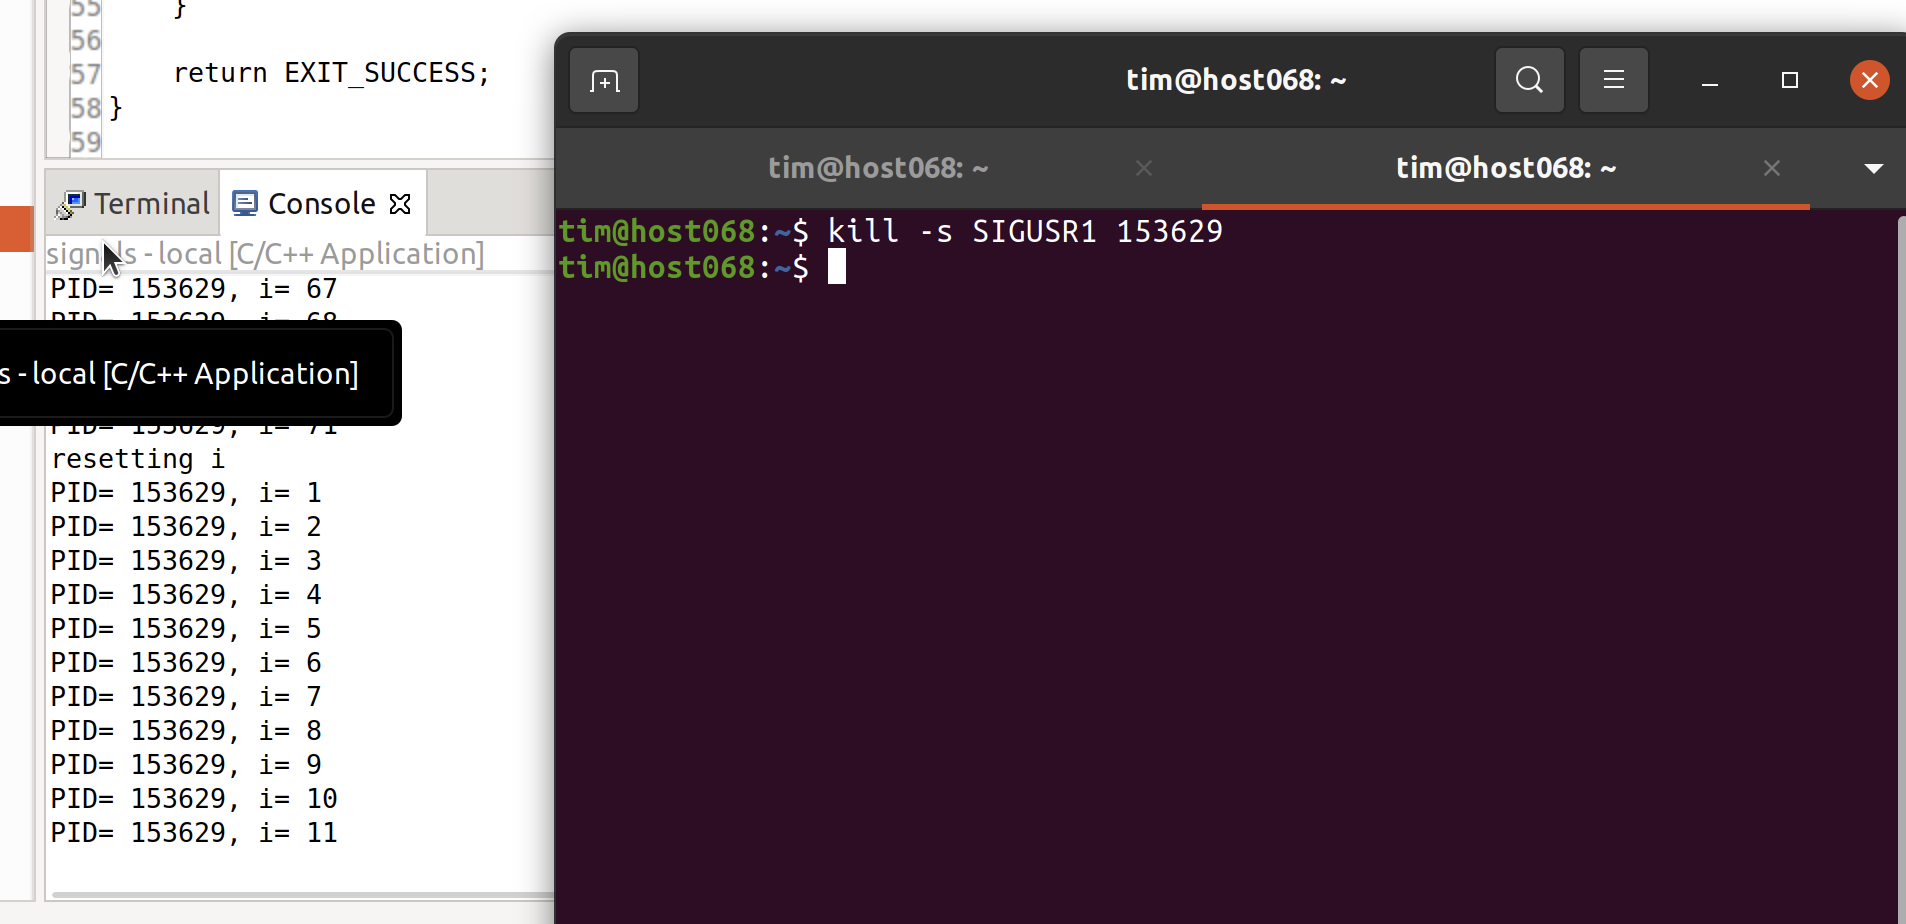 55 }
56
57 return EXIT_SUCCESS;
58 }
59
Terminal Console
signals - local [C/C++ Application]
PID= 153629, i= 67
PID= 153629, i= 68
s - local [C/C++ Application]
PID= 153629, i= 71
resetting i
PID= 153629, i= 1
PID= 153629, i= 2
PID= 153629, i= 3
PID= 153629, i= 4
PID= 153629, i= 5
PID= 153629, i= 6
PID= 153629, i= 7
PID= 153629, i= 8
PID= 153629, i= 9
PID= 153629, i= 10
PID= 153629, i= 11
tim@host068: ~
tim@host068: ~ tim@host068: ~
tim@host068:~$ kill -s SIGUSR1 153629
tim@host068:~$